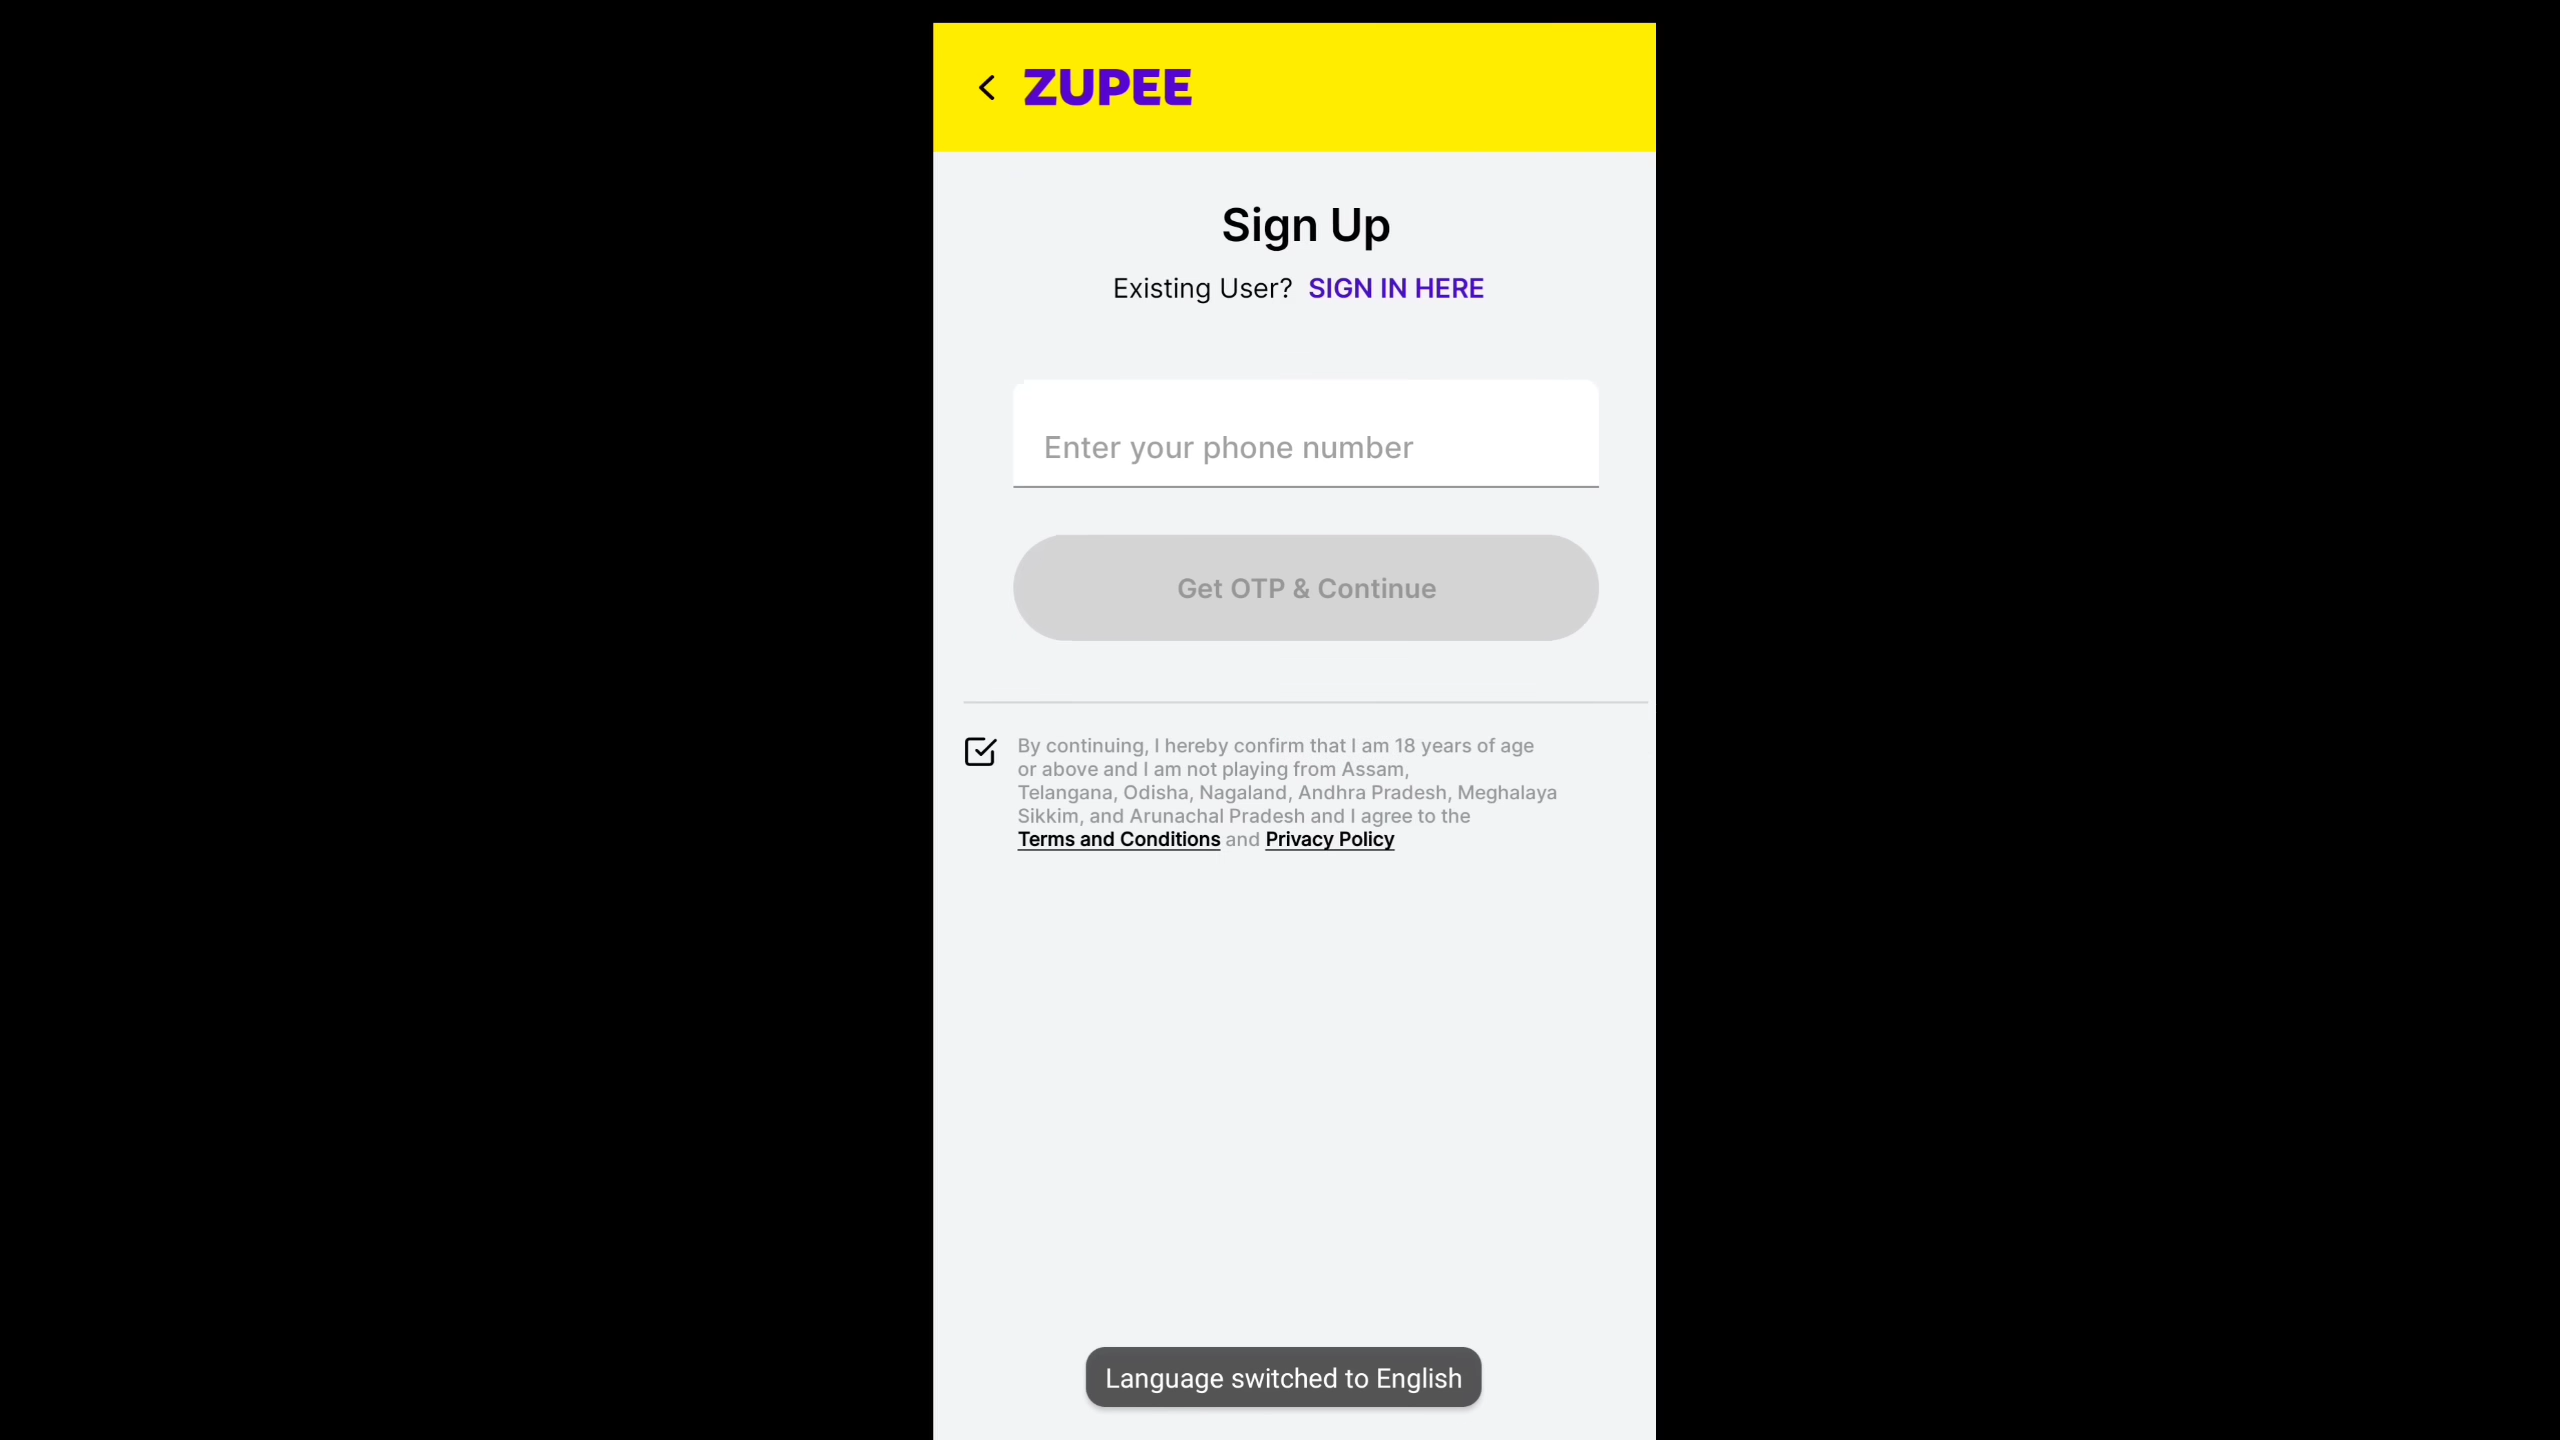 ZUPEE
Sign Up
Existing User? SIGN IN HERE
Enter your phone number
Get OTP & Continue
By continuing, I hereby confirm that I am 18 years of age
or above and I am not playing from Assam,
Telangana, Odisha, Nagaland, Andhra Pradesh, Meghalaya
Sikkim, and Arunachal Pradesh and I agree to the
Terms and Conditions and Privacy Policy
Language switched to English